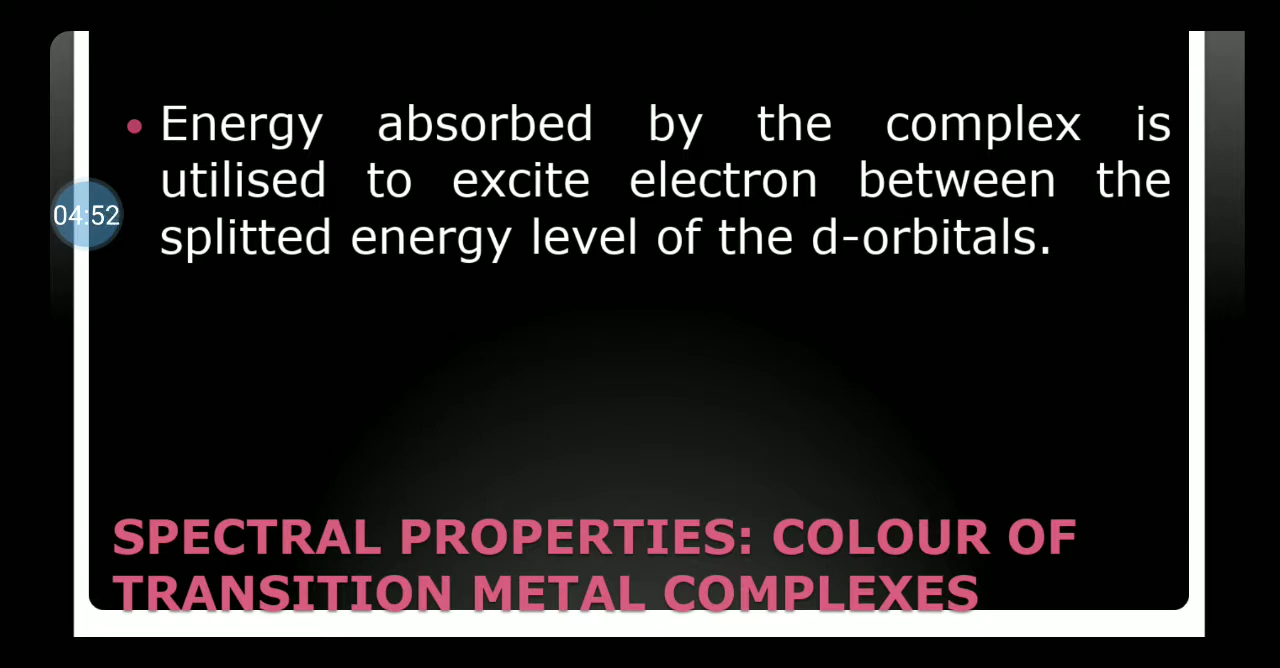 • Energy absorbed by the complex is
utilised to excite electron between the
splitted energy level of the d-orbitals.
04:52
SPECTRAL PROPERTIES: COLOUR OF
TRANSITION METAL COMPLEXES